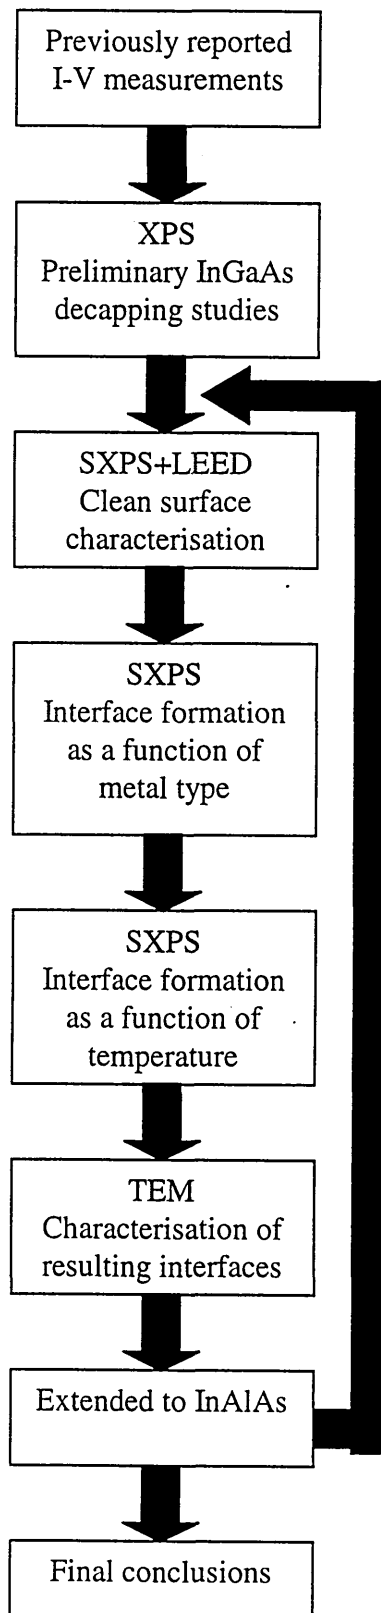 Previously reported
I-V measurements
XPS
Preliminary InGaAs
decapping studies
SXPS+LEED
Clean surface
characterisation
SXPS
Interface formation
as a function of
metal type
SXPS
Interface formation
as a function of
temperature
TEM
Characterisation of
resulting interfaces
Extended to InAlAs
Final conclusions